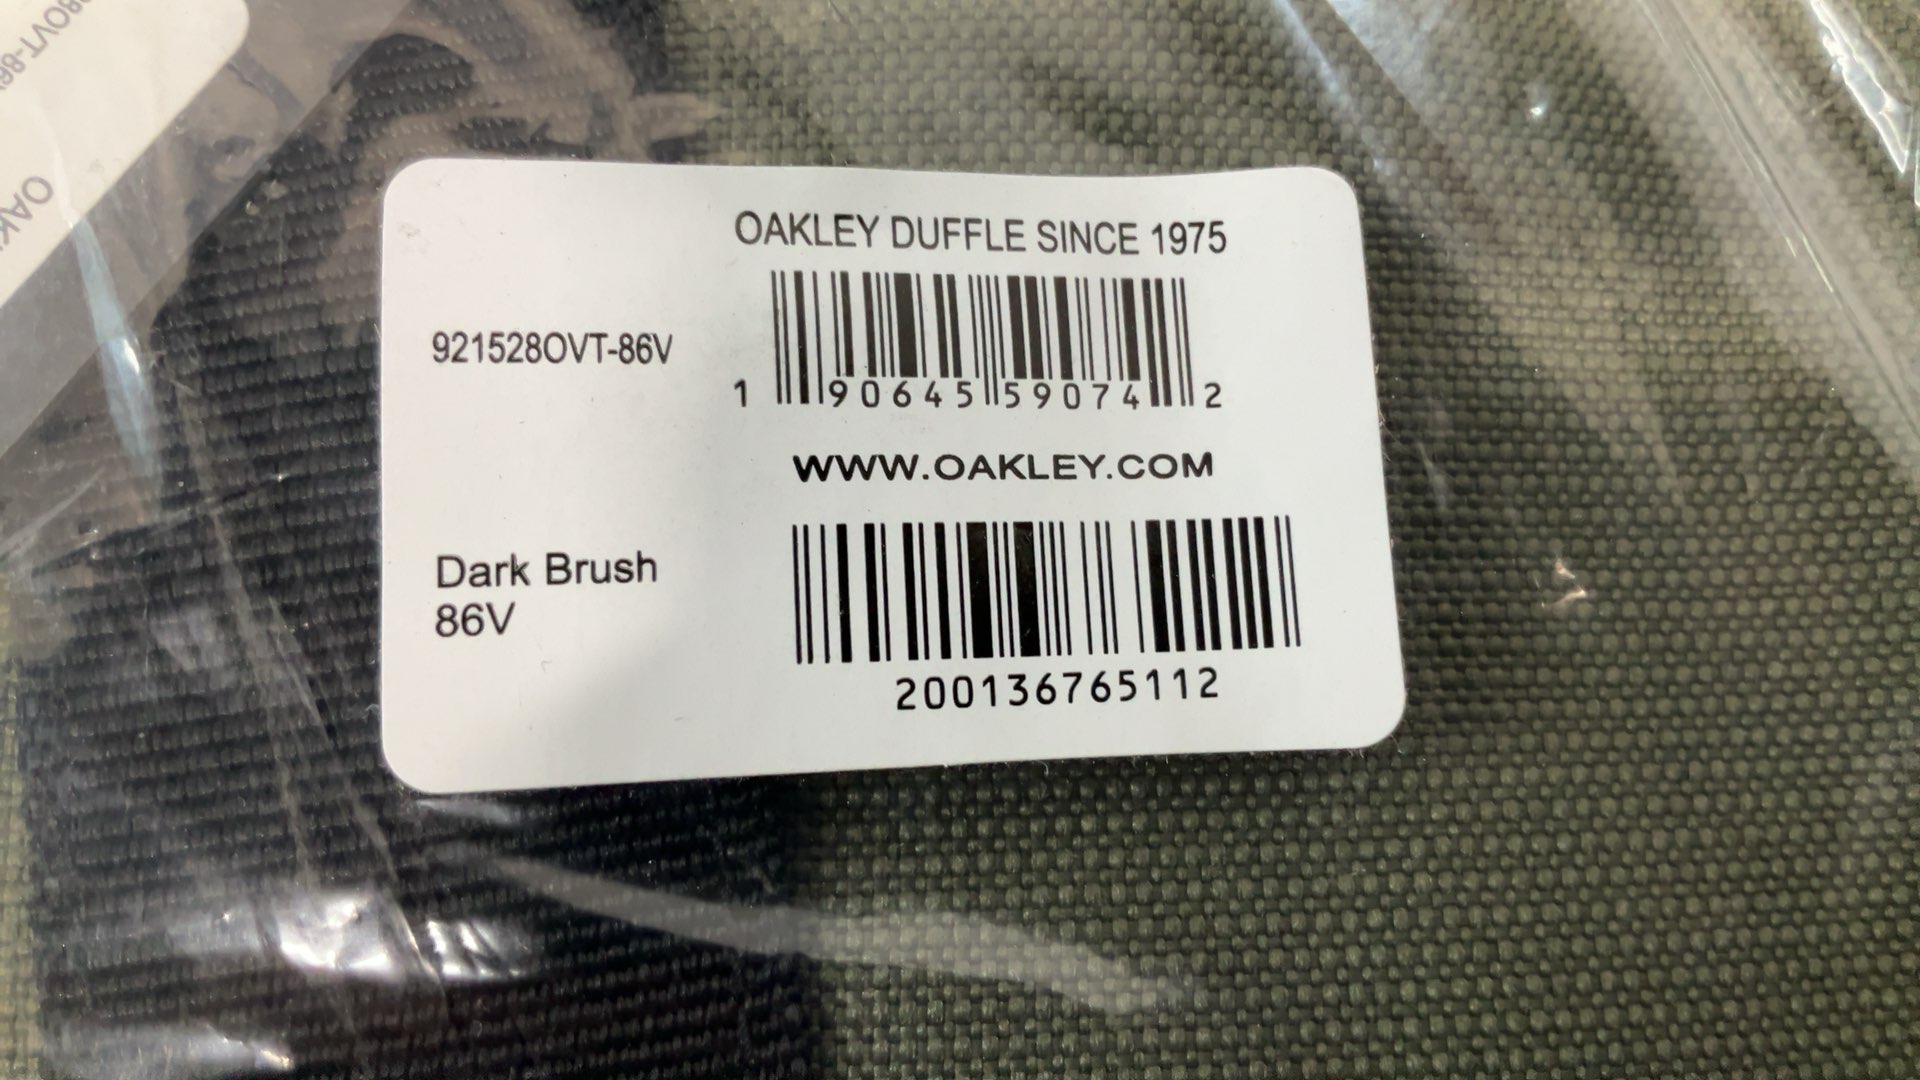 OAKLEY DUFFLE SINCE 1975
921528OVT-86V
1 90645 59074 2
WWW.OAKLEY.COM
Dark Brush
86V
200136765112